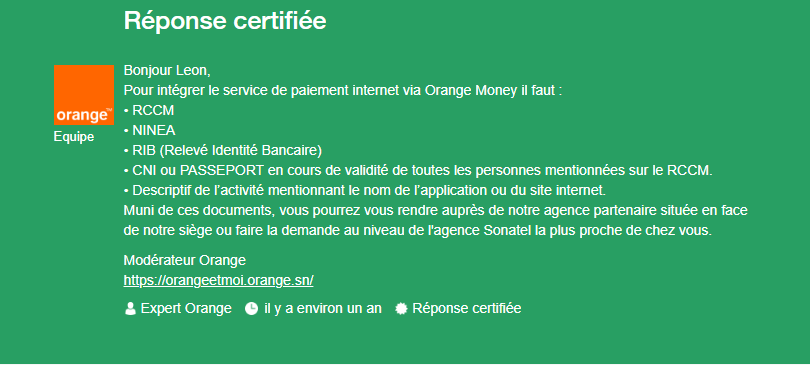 Réponse certifiée
Bonjour Leon,
Pour intégrer le service de paiement internet via Orange Money il faut :
• RCCM
• NINEA
• RIB (Relevé Identité Bancaire)
• CNI ou PASSEPORT en cours de validité de toutes les personnes mentionnées sur le RCCM.
• Descriptif de l'activité mentionnant le nom de l'application ou du site internet.
Muni de ces documents, vous pourrez vous rendre auprès de notre agence partenaire située en face
de notre siège ou faire la demande au niveau de l'agence Sonatel la plus proche de chez vous.
orange™
Equipe
Modérateur Orange
https://orangeetmoi.orange.sn/
Expert Orange il y a environ un an Réponse certifiée